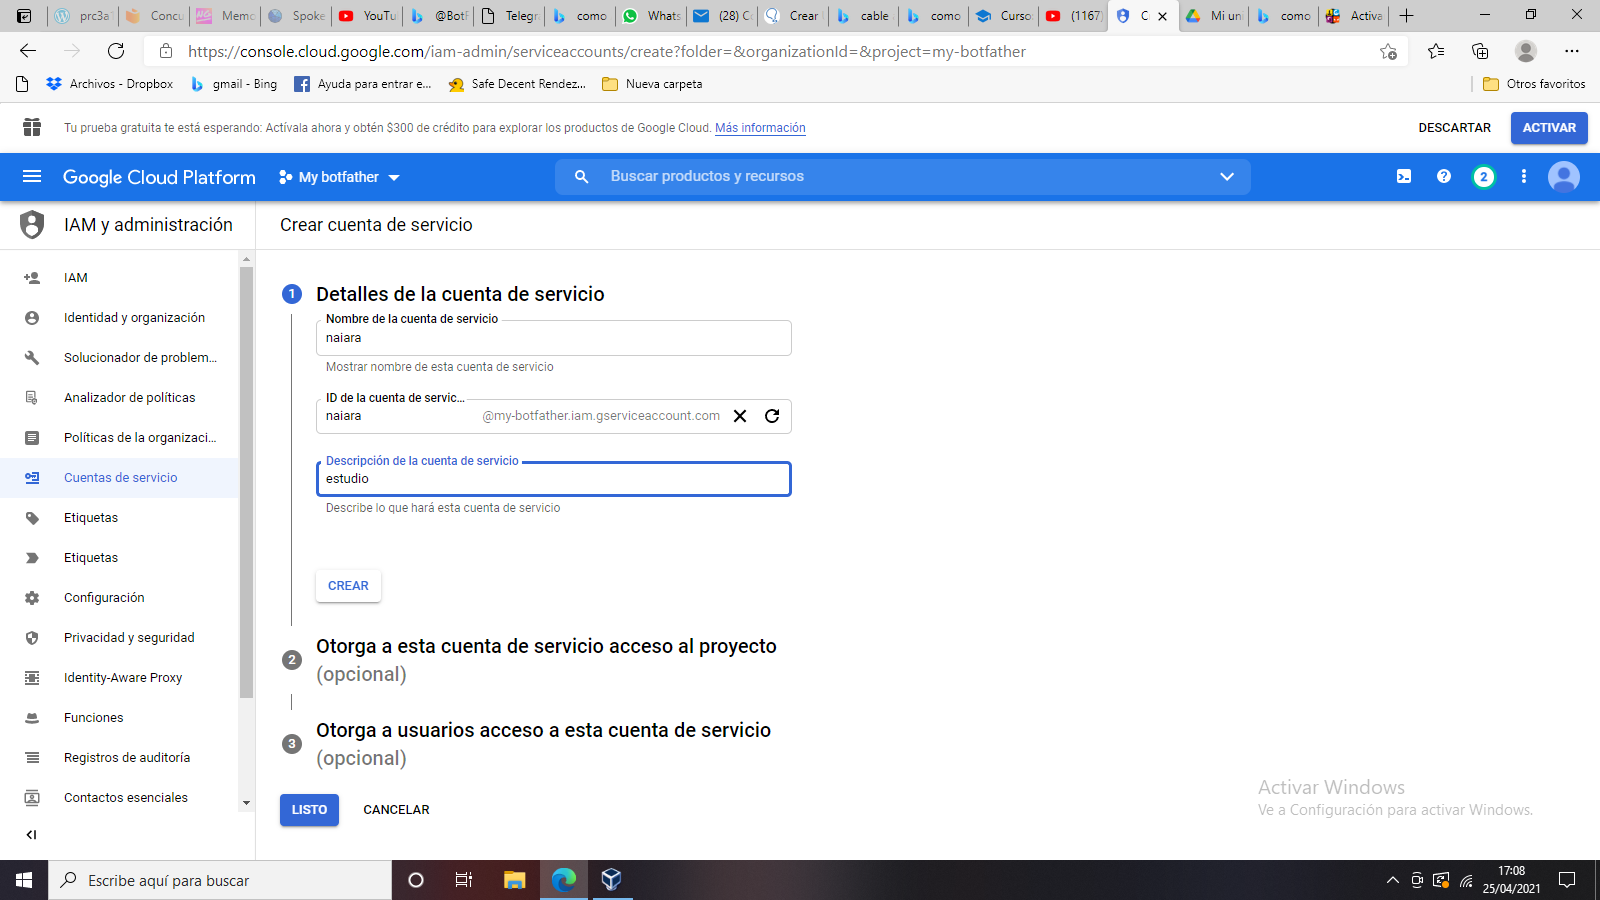 prc3a
Concu
Memo
Spoke
YouTu
@BotF
Telegra
como
Whats
(28) Co
Crear
cable
como
Curso
(1167)
C
Mi uni
como
Activa
https://console.cloud.google.com/iam-admin/serviceaccounts/create?folder=&organizationId=&project=my-botfather
Archivos - Dropbox
gmail - Bing
Ayuda para entrar e...
Safe Decent Rendez...
Nueva carpeta
Otros favoritos
Tu prueba gratuita te está esperando: Actívala ahora y obtén $300 de crédito para explorar los productos de Google Cloud. Más información
DESCARTAR
ACTIVAR
Google Cloud Platform
My botfather
Buscar productos y recursos
2
IAM y administración
Crear cuenta de servicio
IAM
Identidad y organización
Solucionador de problem...
Analizador de políticas
Políticas de la organizaci...
Cuentas de servicio
Etiquetas
Etiquetas
Configuración
Privacidad y seguridad
Identity-Aware Proxy
Funciones
Registros de auditoría
Contactos esenciales
1
Detalles de la cuenta de servicio
Nombre de la cuenta de servicio
naiara
Mostrar nombre de esta cuenta de servicio
ID de la cuenta de servic...
naiara
@my-botfather.iam.gserviceaccount.com
Descripción de la cuenta de servicio
estudio
Describe lo que hará esta cuenta de servicio
CREAR
2
Otorga a esta cuenta de servicio acceso al proyecto
(opcional)
3
Otorga a usuarios acceso a esta cuenta de servicio
(opcional)
LISTO
CANCELAR
Activar Windows
Ve a Configuración para activar Windows.
Escribe aquí para buscar
17:08
25/04/2021